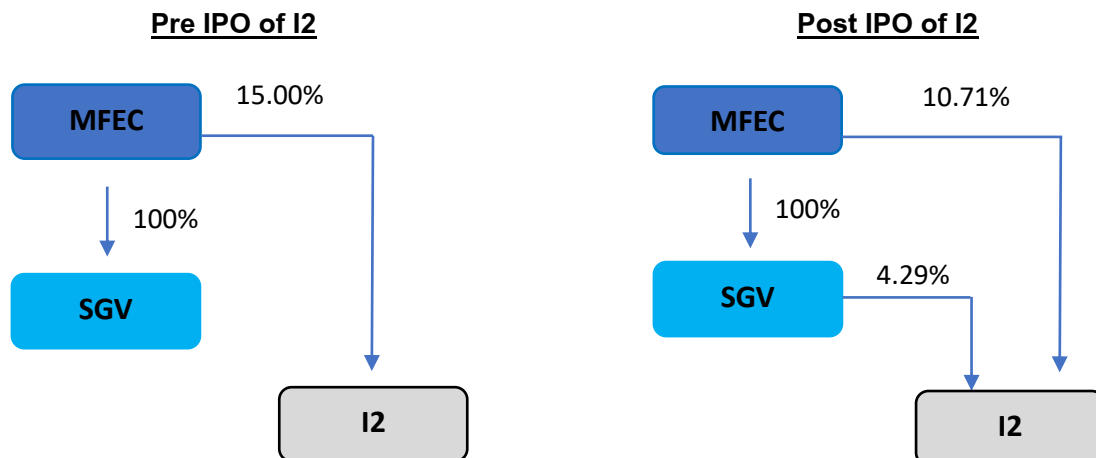 Pre IPO of I2
15.00%
MFEC
100%
SGV
I2
Post IPO of I2
10.71%
MFEC
100%
4.29%
SGV
I2